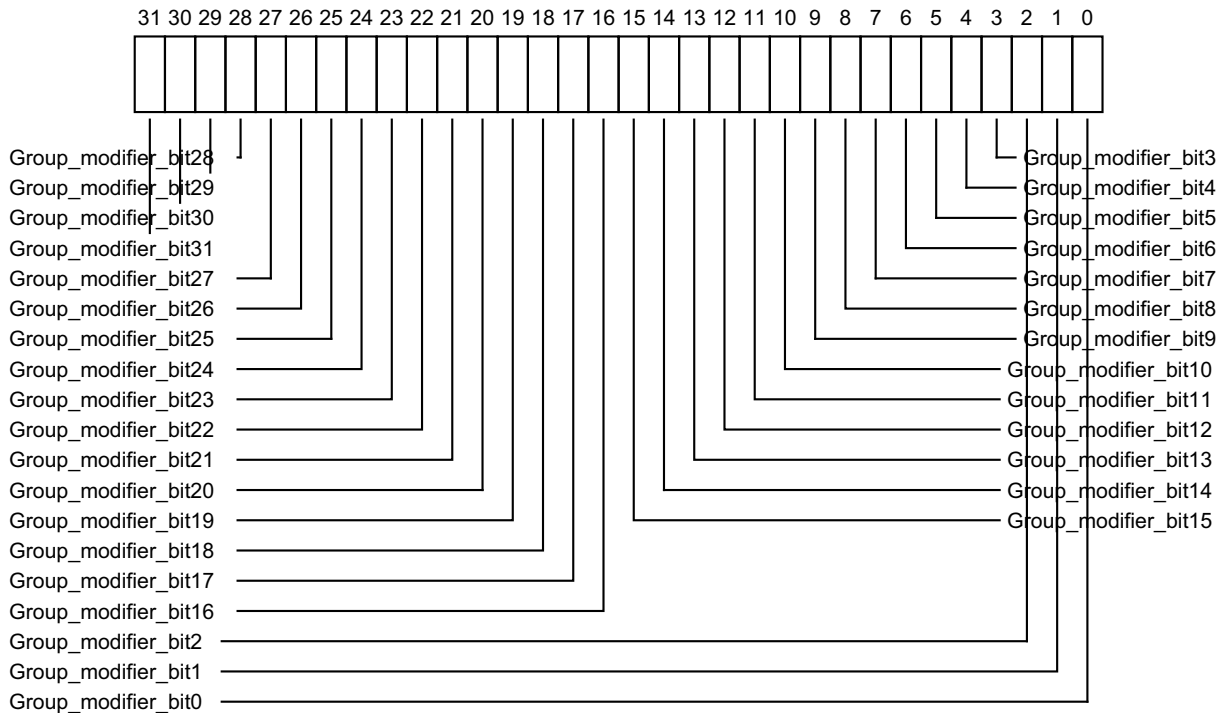 31 30 29 28 27 26 25 24 23 22 21 20 19 18 17 16 15 14 13 12 11 10 9 8 7 6 5 4 3 2 1 0
Group_modifier_bit28 Group_modifier_bit3
Group_modifier_bit29 Group_modifier_bit4
Group_modifier_bit30 Group_modifier_bit5
Group_modifier_bit31 Group_modifier_bit6
Group_modifier_bit27 Group_modifier_bit7
Group_modifier_bit26 Group_modifier_bit8
Group_modifier_bit25 Group_modifier_bit9
Group_modifier_bit24 Group_modifier_bit10
Group_modifier_bit23 Group_modifier_bit11
Group_modifier_bit22 Group_modifier_bit12
Group_modifier_bit21 Group_modifier_bit13
Group_modifier_bit20 Group_modifier_bit14
Group_modifier_bit19 Group_modifier_bit15
Group_modifier_bit18
Group_modifier_bit17
Group_modifier_bit16
Group_modifier_bit2
Group_modifier_bit1
Group_modifier_bit0